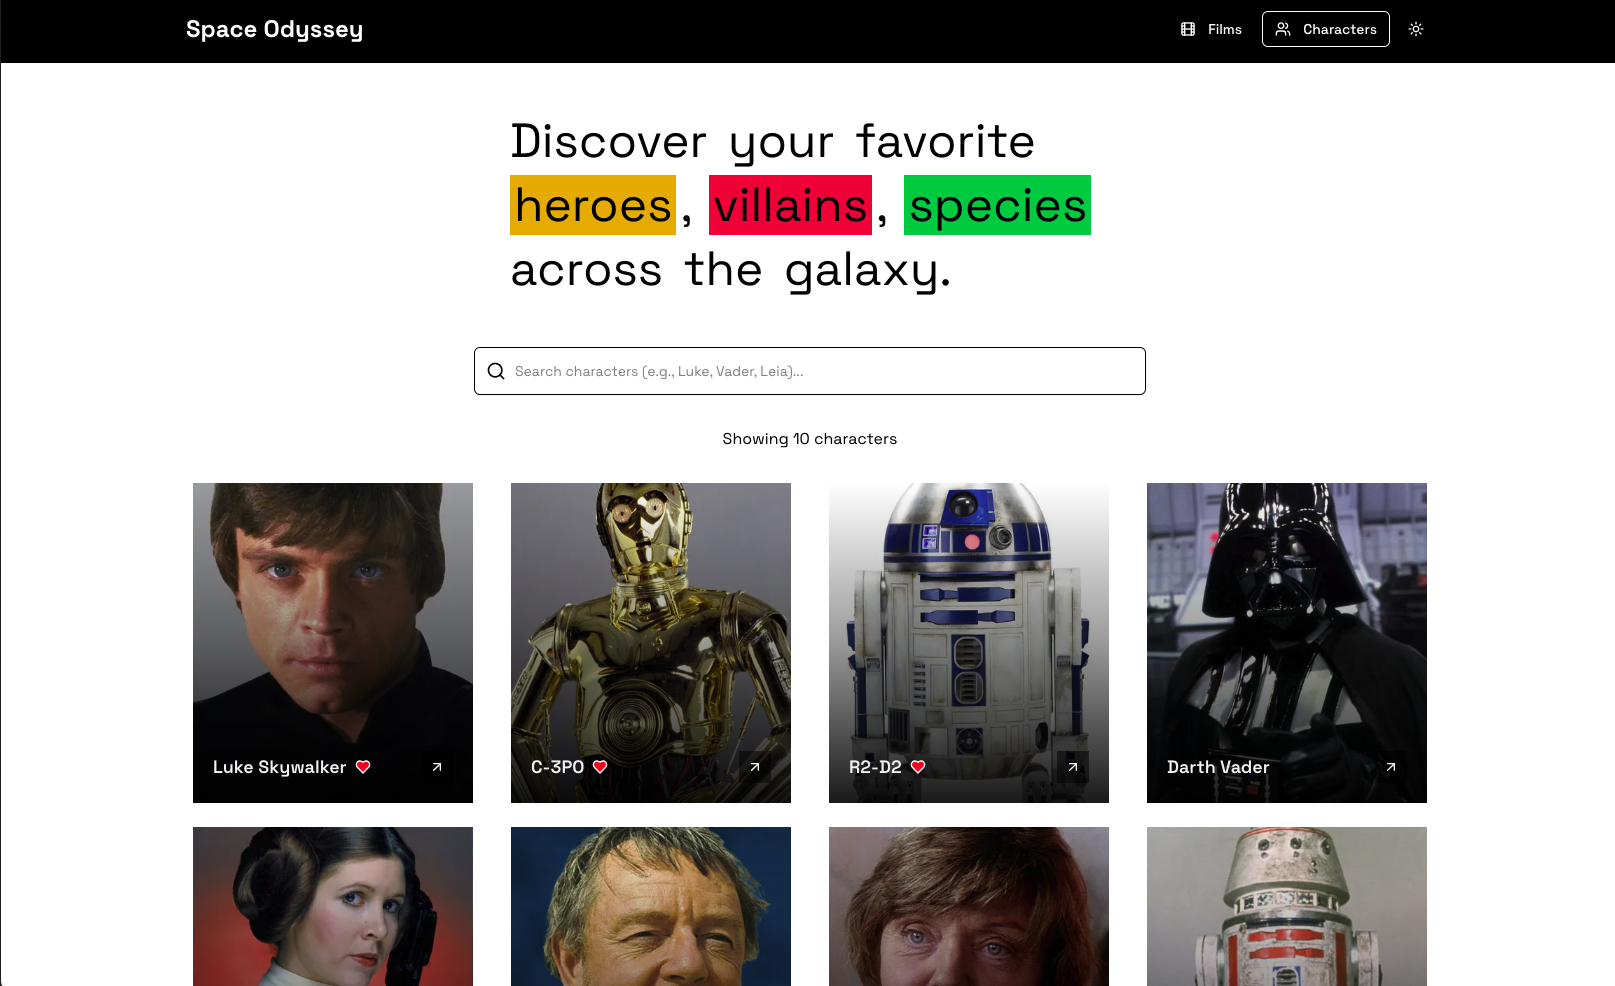 Space Odyssey
Films
Characters
Discover your favorite
heroes, villains, species
across the galaxy.
Search characters (e.g., Luke, Vader, Leia)...
Showing 10 characters
Luke Skywalker
C-3PO
R2-D2
Darth Vader